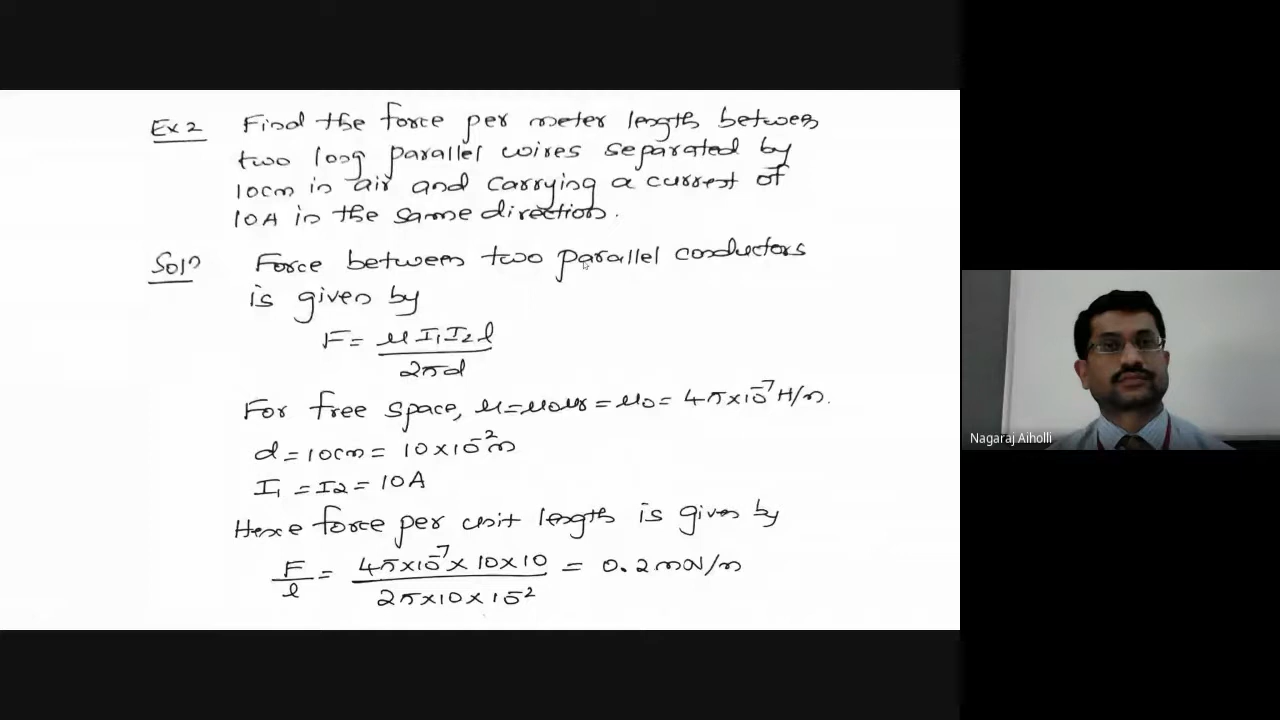 Ex 2 Find the force per meter length between
two long parallel wires separated by
10cm in air and carrying a current of
10A in the same direction.
Solⁿ Force between two parallel conductors
is given by
F = μ I₁ I₂ l / 2πd
For free space, μ = μ₀μᵣ = μ₀ = 4π×10⁻⁷ H/m.
d = 10cm = 10×10⁻² m
I₁ = I₂ = 10A
Hence force per unit length is given by
F/l = 4π×10⁻⁷ × 10×10 / 2π×10×10⁻² = 0.2 mN/m
Nagaraj Aiholli